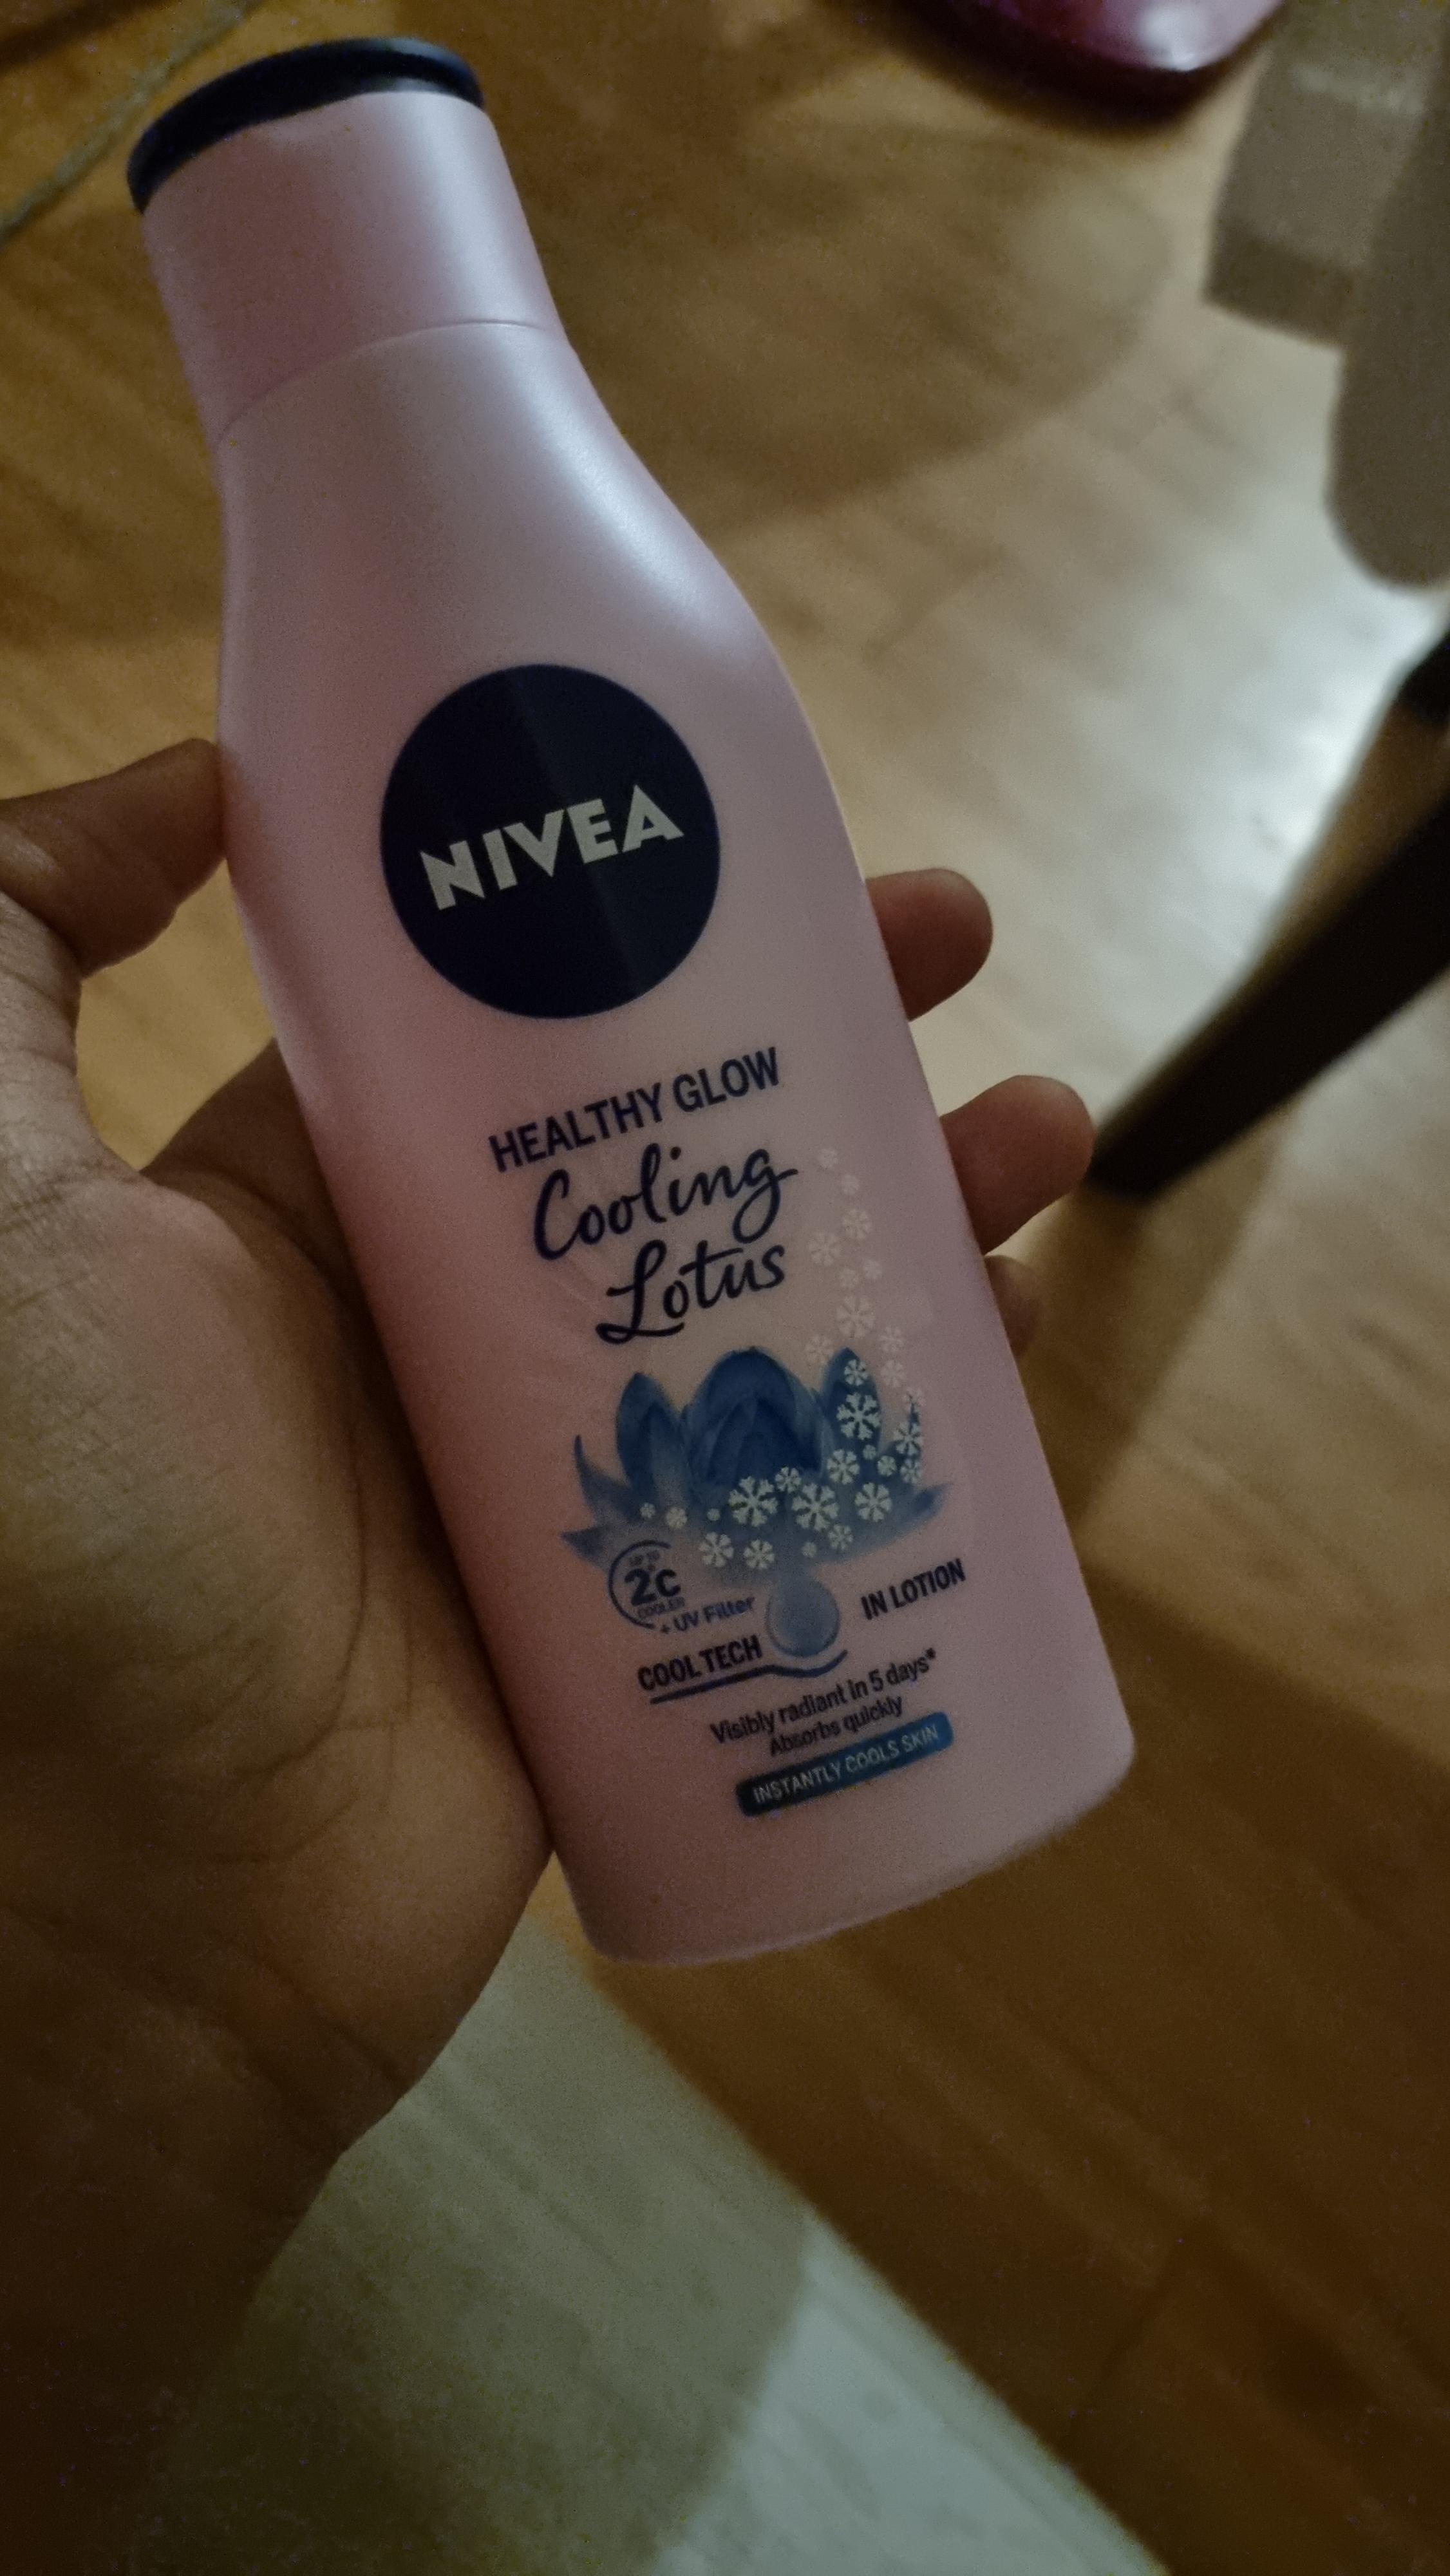 NIVEA
HEALTHY GLOW
Cooling
Lotus
UP TO
2c
COOLER
+ UV Filter
COOL TECH
IN LOTION
Visibly radiant in 5 days*
Absorbs quickly
INSTANTLY COOLS SKIN